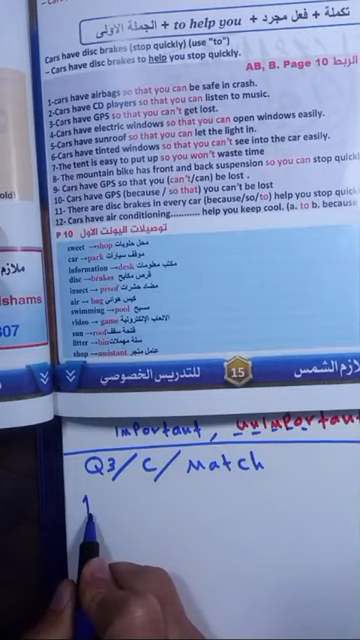 الجملة الاولى + to help you + فعل مجرد + تكملة
Cars have disc brakes (stop quickly) (use "to")
– Cars have disc brakes to help you stop quickly.
الربط AB, B. Page 10
1-cars have airbags so that you can be safe in crash.
2-cars have CD players so that you can listen to music.
3-Cars have GPS so that you can't get lost.
4-Cars have electric windows so that you can open windows easily.
5-Cars have sunroof so that you can let the light in.
6-Cars have tinted windows so that you can't see into the car easily.
7-The tent is easy to put up so you won't waste time
8- The mountain bike has front and back suspension so you can stop quickly
9- Cars have GPS so that you (can't/can) be lost .
10- Cars have GPS (because / so that) you can't be lost
11- There are disc brakes in every car (because/so/to) help you stop quick
12- Cars have air conditioning........... help you keep cool. (a. to b. because
P 10 توصيلات اليونت الاول
sweet →shop محل حلويات
car →park موقف سيارات
information →desk مكتب معلومات
disc →brakes قرص مكابح
insect → proof مضاد حشرات
air → bag كيس هوائي
swimming →pool مسبح
video → game الالعاب الإلكترونية
sun →roof فتحة سقف
litter →bin سلة مهملات
shop →assistant عامل متجر
old!
ملازم
lshams
307
للتدريس الخصوصي
15
ملازم الشمس
Important , unimportant
Q3/C/Match
1